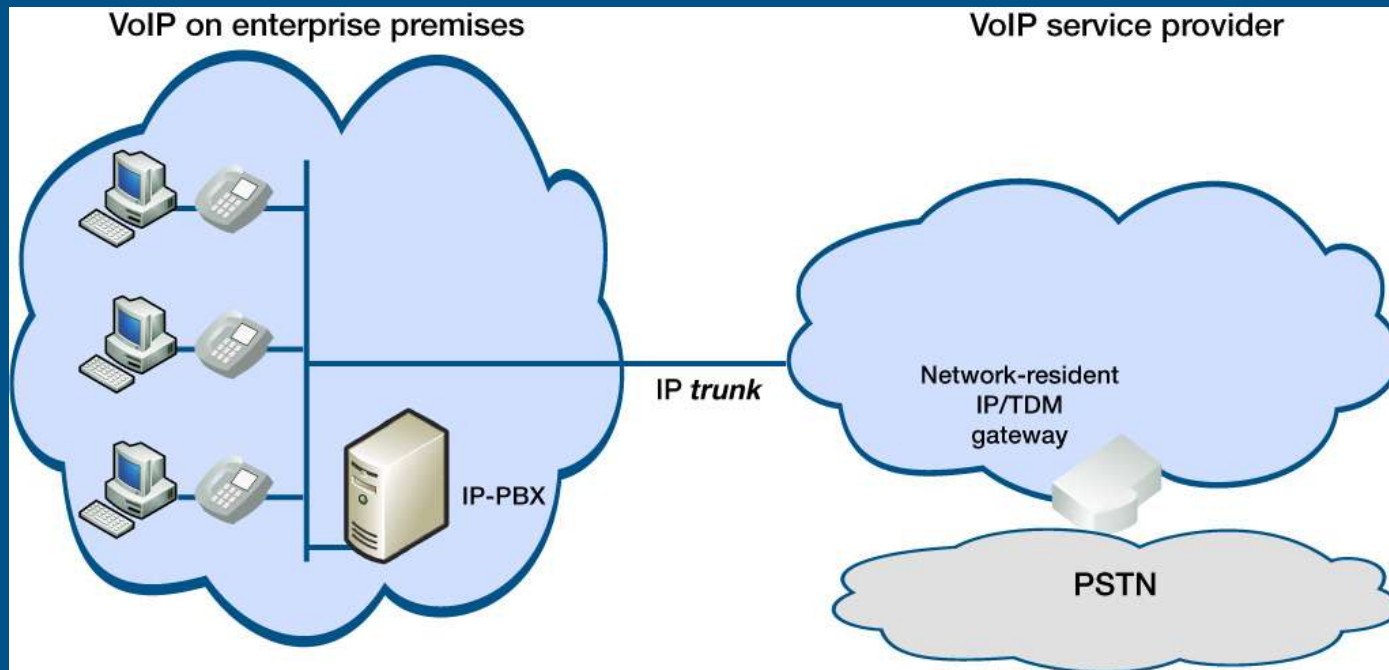 VoIP on enterprise premises
VoIP service provider
IP trunk
Network-resident
IP/TDM
gateway
IP-PBX
PSTN